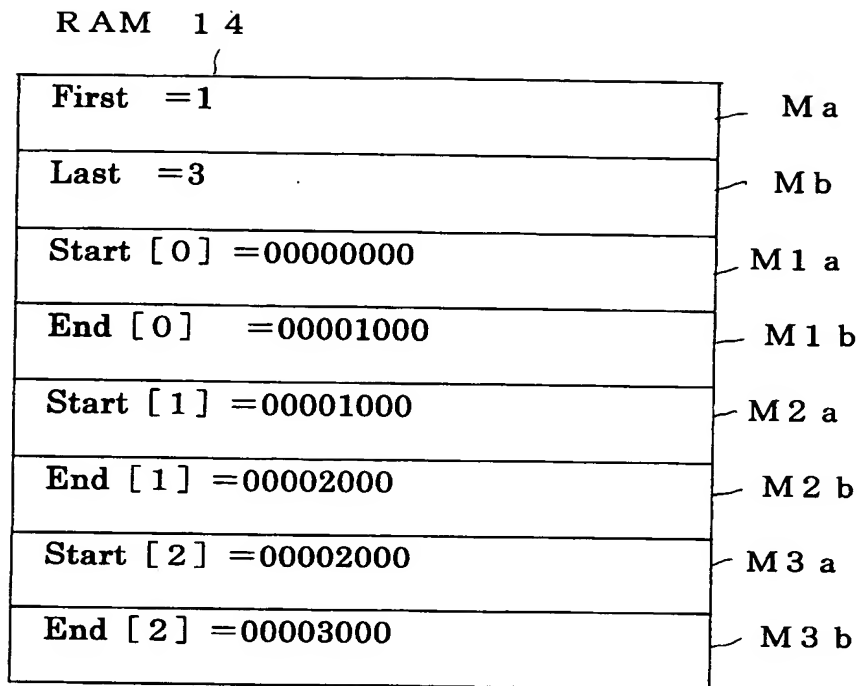 RAM 14
First =1 Ma
Last =3 Mb
Start [0] =00000000 M1a
End [0] =00001000 M1b
Start [1] =00001000 M2a
End [1] =00002000 M2b
Start [2] =00002000 M3a
End [2] =00003000 M3b